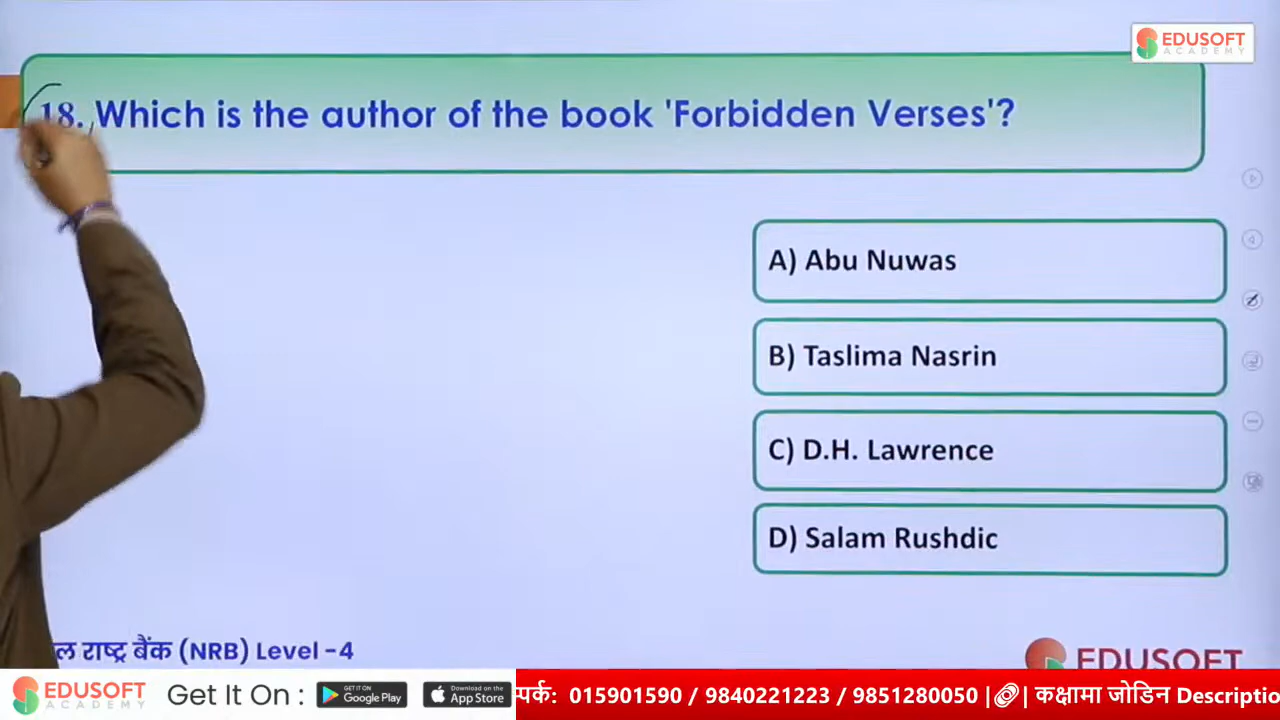 EDUSOFT
ACADEMY
18. Which is the author of the book 'Forbidden Verses'?
A) Abu Nuwas
B) Taslima Nasrin
C) D.H. Lawrence
D) Salam Rushdic
राष्ट्र बैंक (NRB) Level -4
EDUSOFT
EDUSOFT
ACADEMY
Get It On :
GET IT ON
Google Play
Download on the
App Store
015901590 / 9840221223 / 9851280050 | | कक्षामा जोडिन